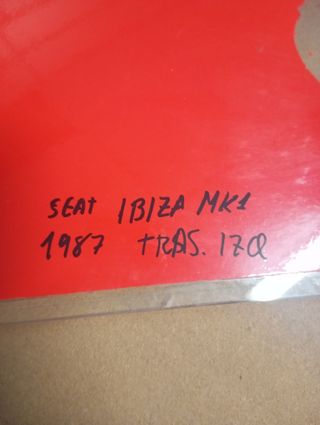 SEAt IBIZA MK1
1987 tRAS. IZQ